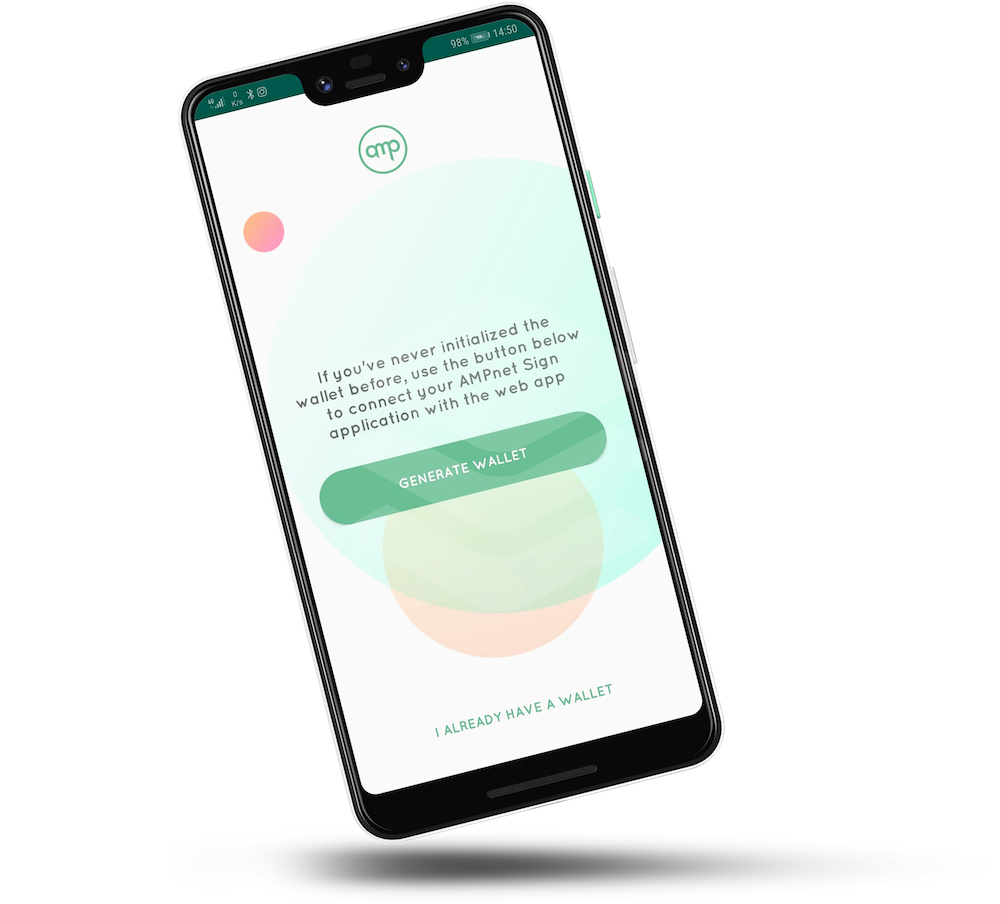 4G 0 K/s 98% 14:50
amp
If you've never initialized the
wallet before, use the button below
to connect your AMPnet Sign
application with the web app
GENERATE WALLET
I ALREADY HAVE A WALLET